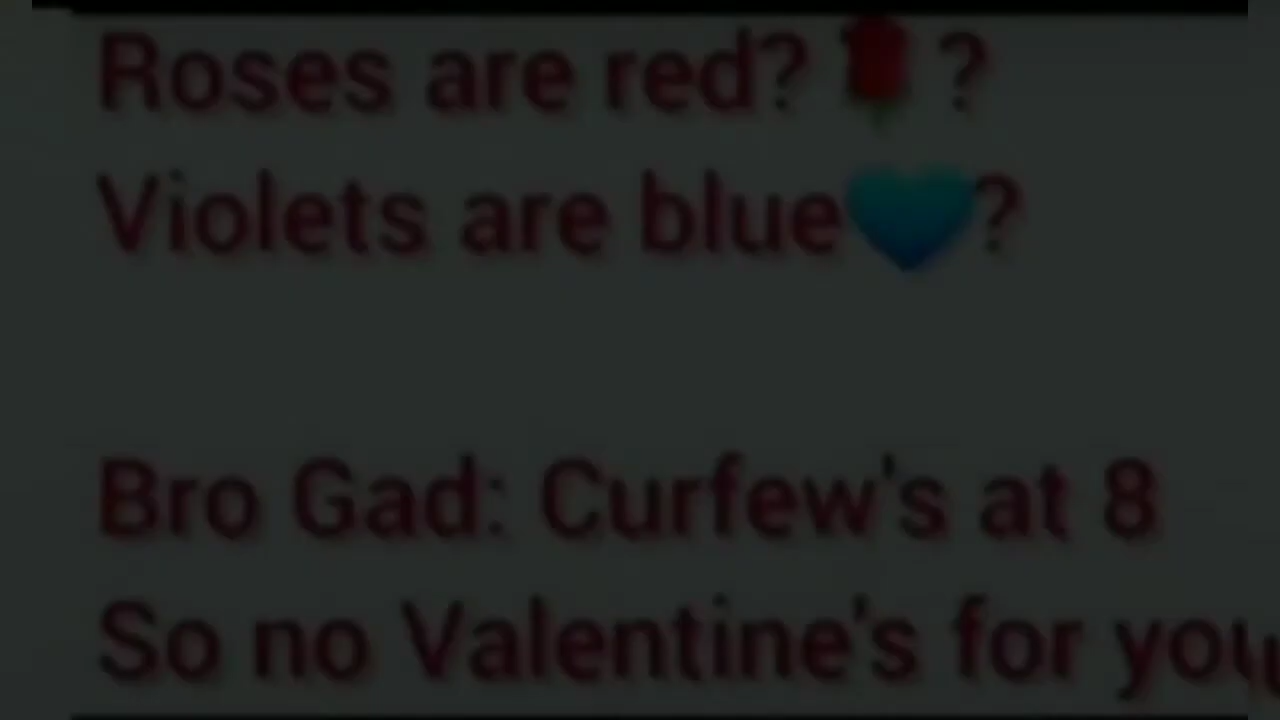 Roses are red?🌹?
Violets are blue💙?
Bro Gad: Curfew's at 8
So no Valentine's for you